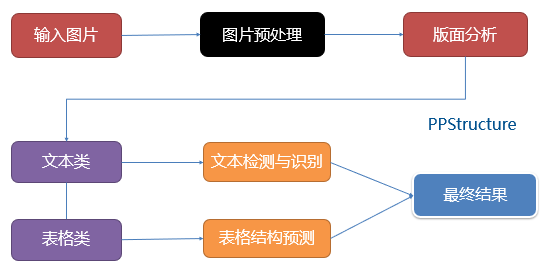 输入图片
图片预处理
版面分析
PPStructure
文本类
文本检测与识别
最终结果
表格类
表格结构预测